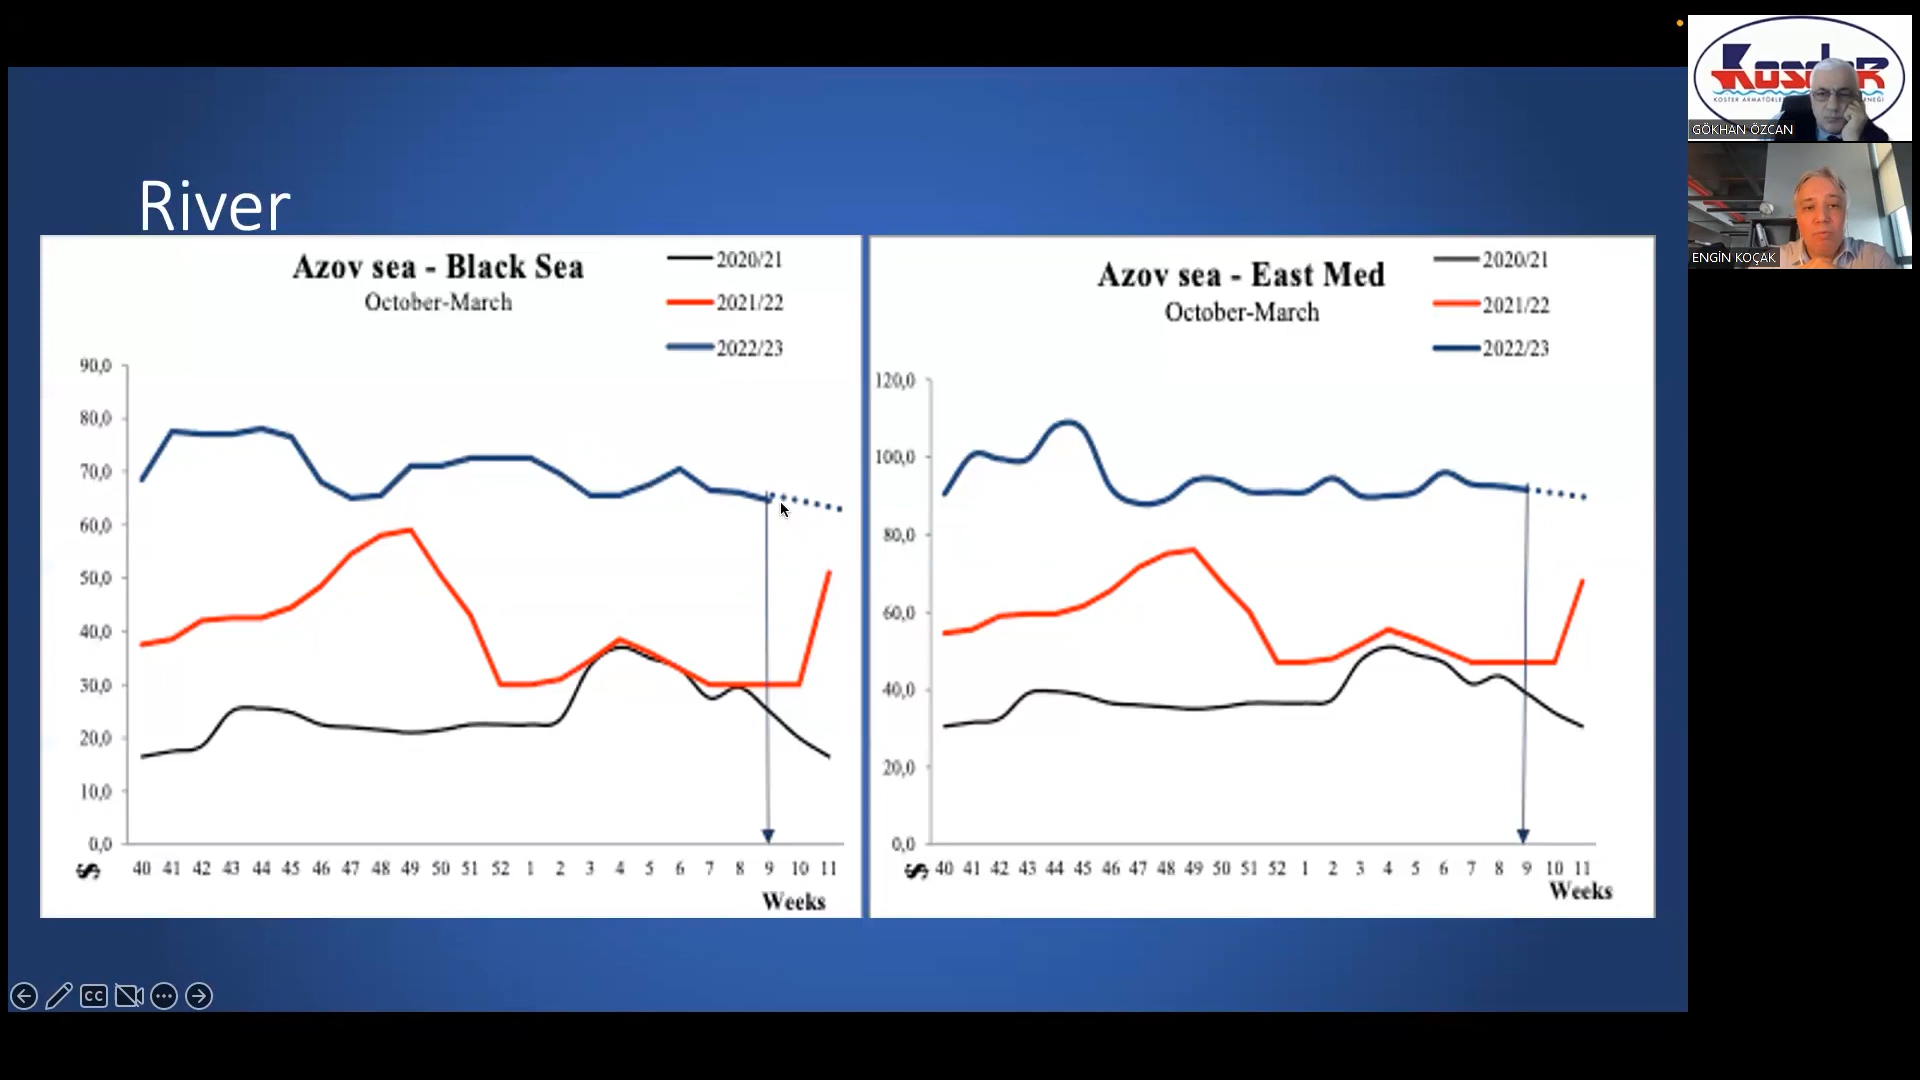 River
Azov sea - Black Sea
October-March
2020/21
2021/22
2022/23
90,0
80,0
70,0
60,0
50,0
40,0
30,0
20,0
10,0
0,0
$
40 41 42 43 44 45 46 47 48 49 50 51 52 1 2 3 4 5 6 7 8 9 10 11
Weeks
Azov sea - East Med
October-March
2020/21
2021/22
2022/23
120,0
100,0
80,0
60,0
40,0
20,0
0,0
$
40 41 42 43 44 45 46 47 48 49 50 51 52 1 2 3 4 5 6 7 8 9 10 11
Weeks
CC
GÖKHAN ÖZCAN
ENGİN KOÇAK